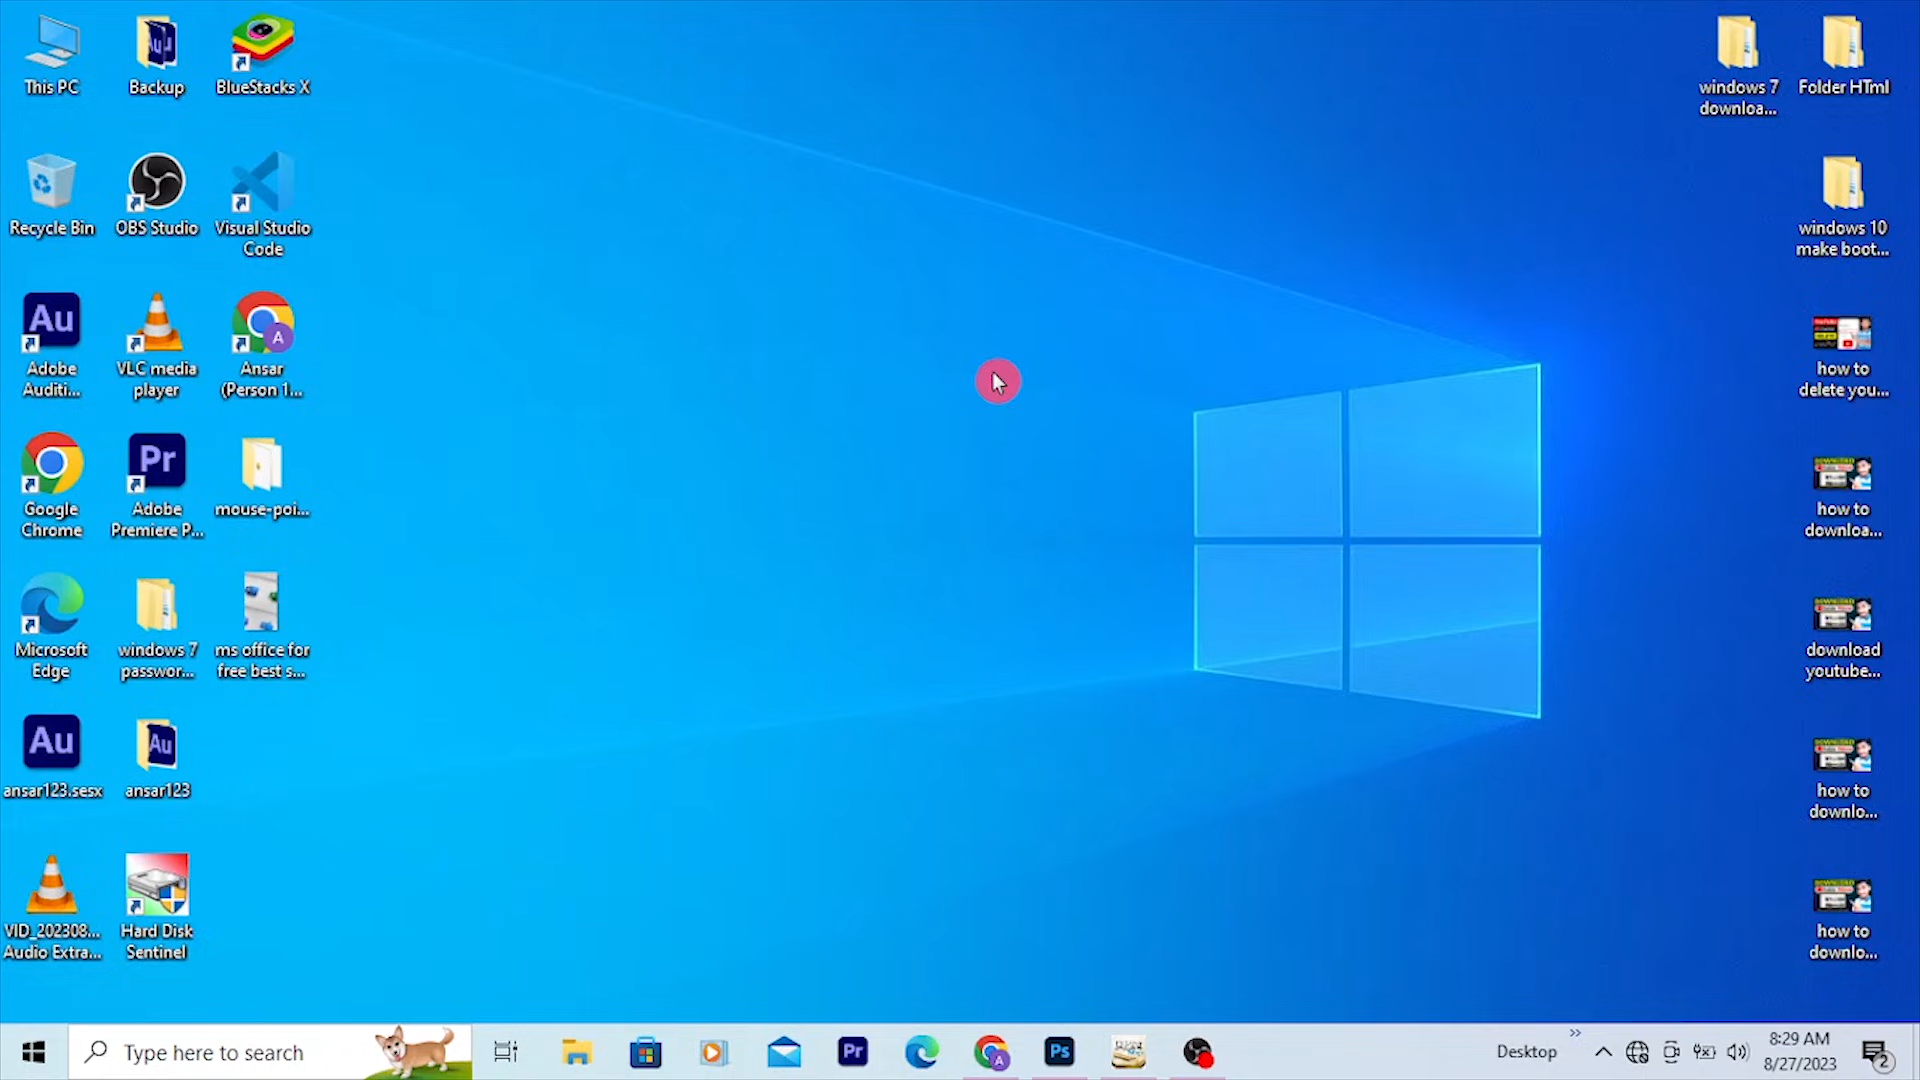 This PC
Backup
BlueStacks X
windows 7
downloa...
Folder HTml
Recycle Bin
OBS Studio
Visual Studio
Code
windows 10
make boot...
Au
Adobe
Auditi...
VLC media
player
A
Ansar
(Person 1...
how to
delete you...
Google
Chrome
Pr
Adobe
Premiere P...
mouse-poi...
how to
downloa...
Microsoft
Edge
windows 7
passwor...
ms office for
free best s...
download
youtube...
Au
ansar123.sesx
Au
ansar123
how to
downlo...
VID_202308...
Audio Extra...
Hard Disk
Sentinel
how to
downlo...
Type here to search
Pr
A
Ps
Desktop
8:29 AM
8/27/2023
2